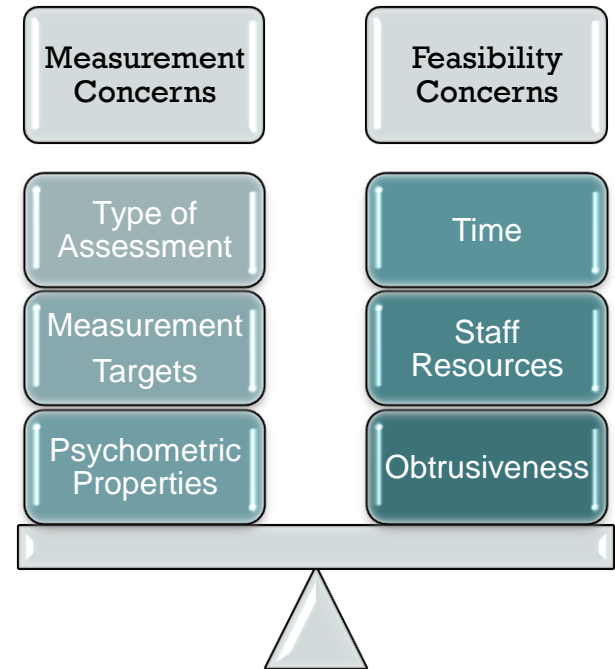 Measurement
Concerns
Feasibility
Concerns
Type of
Assessment
Time
Measurement
Targets
Staff
Resources
Psychometric
Properties
Obtrusiveness